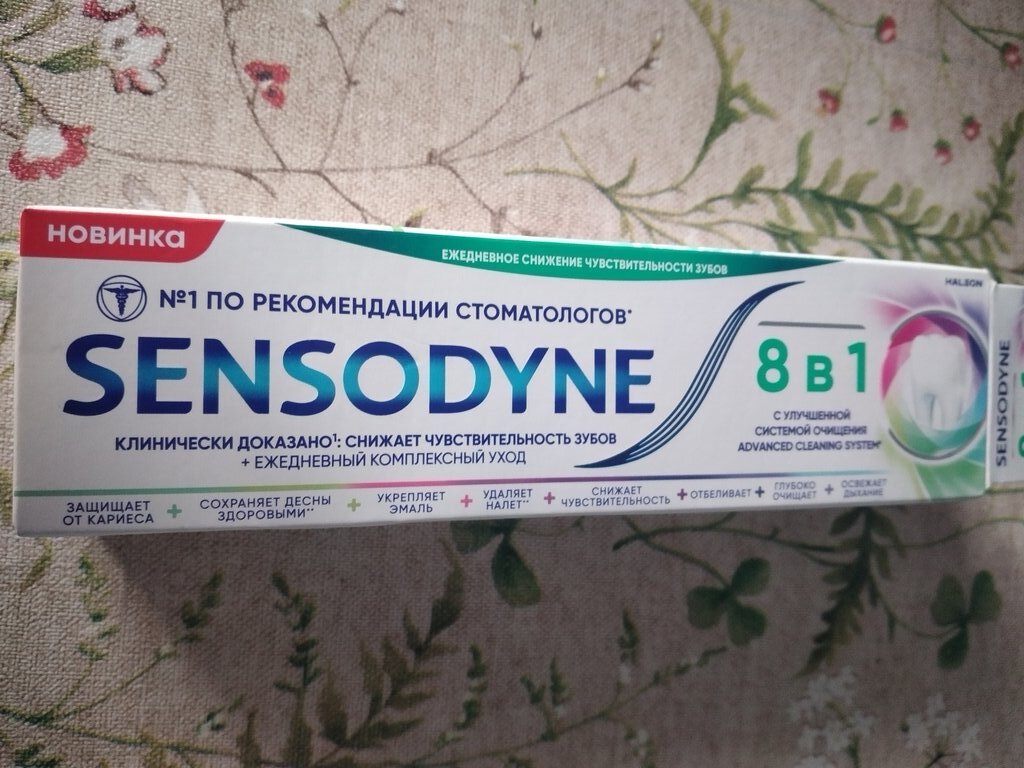 НОВИНКА
ЕЖЕДНЕВНОЕ СНИЖЕНИЕ ЧУВСТВИТЕЛЬНОСТИ ЗУБОВ
HALEON
№1 ПО РЕКОМЕНДАЦИИ СТОМАТОЛОГОВ*
SENSODYNE
8 в 1
С УЛУЧШЕННОЙ
СИСТЕМОЙ ОЧИЩЕНИЯ
ADVANCED CLEANING SYSTEM*
КЛИНИЧЕСКИ ДОКАЗАНО¹: СНИЖАЕТ ЧУВСТВИТЕЛЬНОСТЬ ЗУБОВ
+ ЕЖЕДНЕВНЫЙ КОМПЛЕКСНЫЙ УХОД
ЗАЩИЩАЕТ
ОТ КАРИЕСА
+ СОХРАНЯЕТ ДЕСНЫ
ЗДОРОВЫМИ**
+ УКРЕПЛЯЕТ
ЭМАЛЬ
+ УДАЛЯЕТ
НАЛЕТ**
+ СНИЖАЕТ
ЧУВСТВИТЕЛЬНОСТЬ
+ ОТБЕЛИВАЕТ
+ ГЛУБОКО
ОЧИЩАЕТ
+ ОСВЕЖАЕТ
ДЫХАНИЕ
SENSODYNE